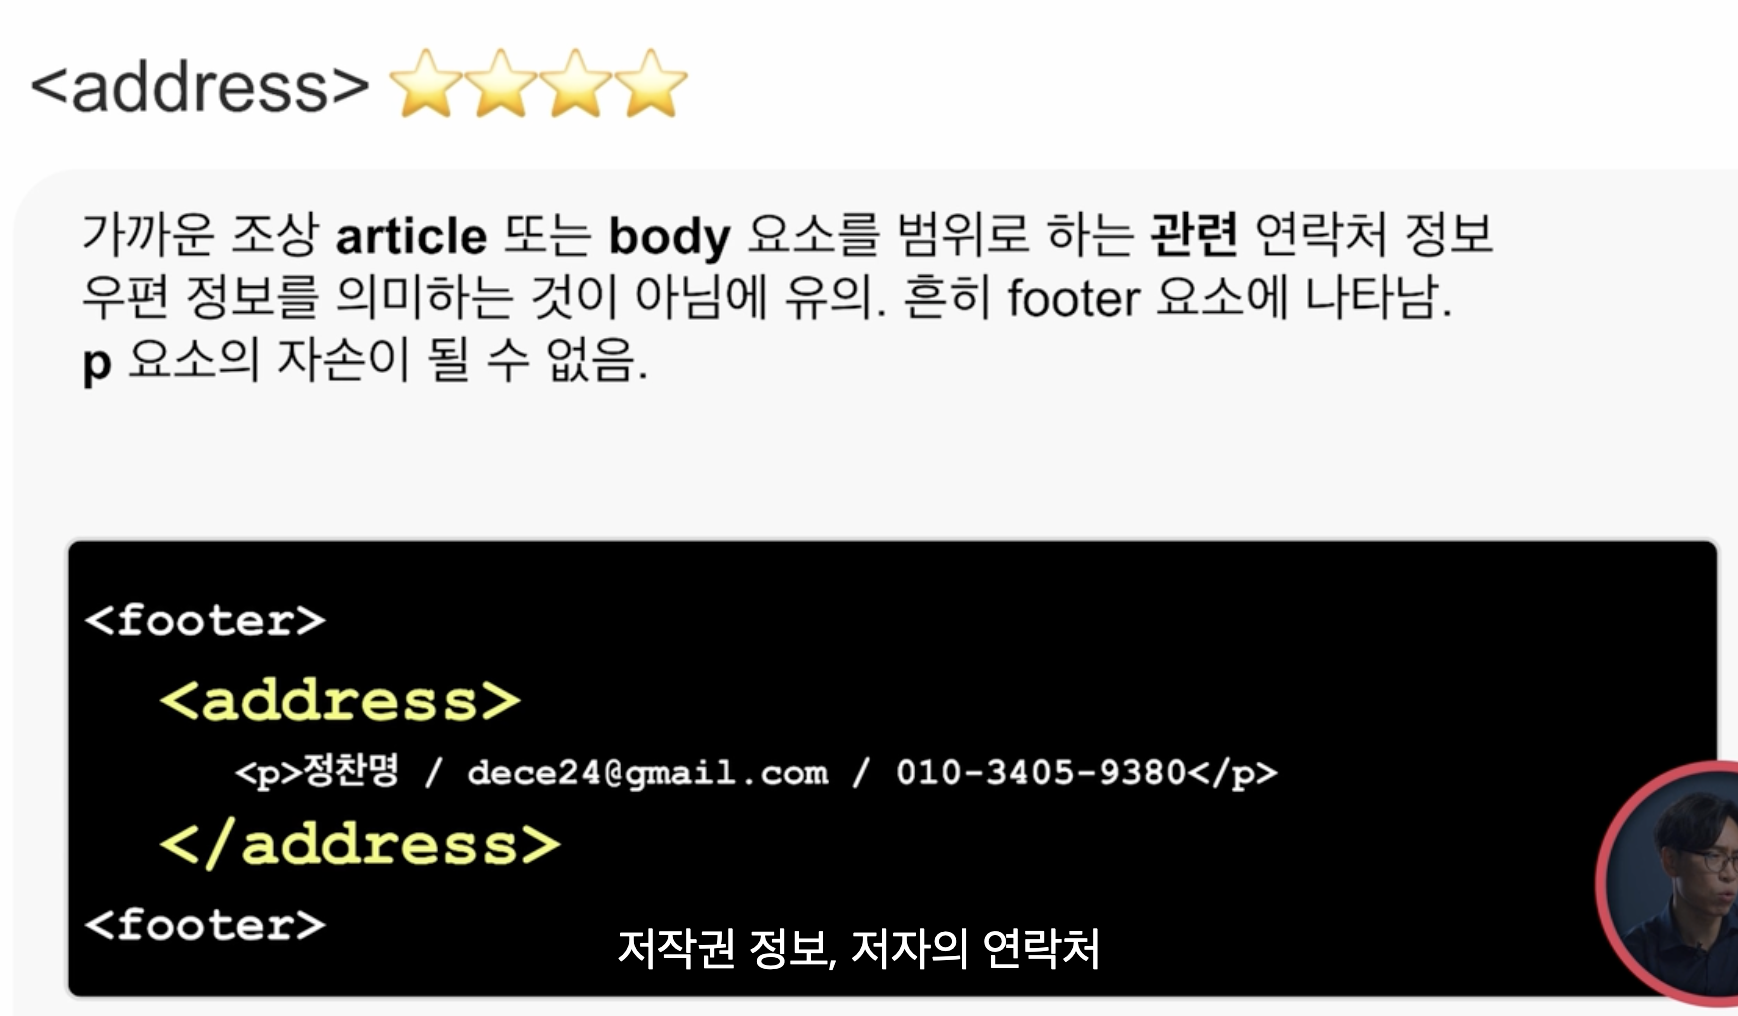 <address> ⭐⭐⭐⭐
가까운 조상 article 또는 body 요소를 범위로 하는 관련 연락처 정보
우편 정보를 의미하는 것이 아님에 유의. 흔히 footer 요소에 나타남.
p 요소의 자손이 될 수 없음.
<footer>
<address>
<p>정찬명 / dece24@gmail.com / 010-3405-9380</p>
</address>
<footer>
저작권 정보, 저자의 연락처